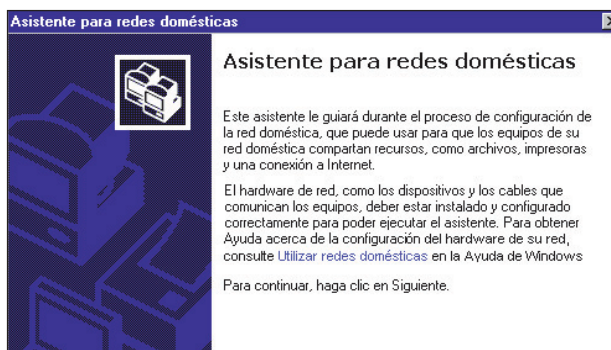 Asistente para redes domésticas
Asistente para redes domésticas
Este asistente le guiará durante el proceso de configuración de
la red doméstica, que puede usar para que los equipos de su
red doméstica compartan recursos, como archivos, impresoras
y una conexión a Internet.
El hardware de red, como los dispositivos y los cables que
comunican los equipos, deber estar instalado y configurado
correctamente para poder ejecutar el asistente. Para obtener
Ayuda acerca de la configuración del hardware de su red,
consulte Utilizar redes domésticas en la Ayuda de Windows
Para continuar, haga clic en Siguiente.